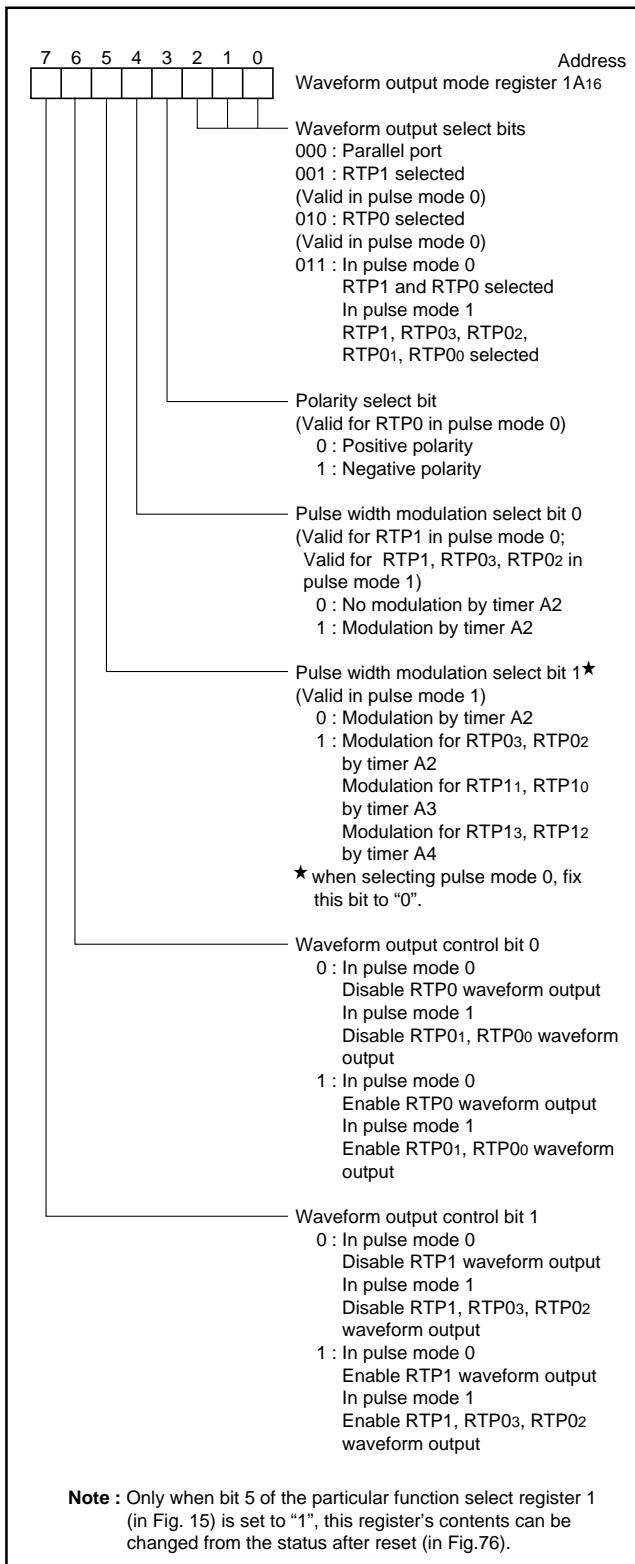 7 6 5 4 3 2 1 0
Address
Waveform output mode register 1A16
Waveform output select bits
000 : Parallel port
001 : RTP1 selected
(Valid in pulse mode 0)
010 : RTP0 selected
(Valid in pulse mode 0)
011 : In pulse mode 0
RTP1 and RTP0 selected
In pulse mode 1
RTP1, RTP03, RTP02,
RTP01, RTP00 selected
Polarity select bit
(Valid for RTP0 in pulse mode 0)
0 : Positive polarity
1 : Negative polarity
Pulse width modulation select bit 0
(Valid for RTP1 in pulse mode 0;
Valid for RTP1, RTP03, RTP02 in
pulse mode 1)
0 : No modulation by timer A2
1 : Modulation by timer A2
Pulse width modulation select bit 1★
(Valid in pulse mode 1)
0 : Modulation by timer A2
1 : Modulation for RTP03, RTP02
by timer A2
Modulation for RTP11, RTP10
by timer A3
Modulation for RTP13, RTP12
by timer A4
★ when selecting pulse mode 0, fix
this bit to “0”.
Waveform output control bit 0
0 : In pulse mode 0
Disable RTP0 waveform output
In pulse mode 1
Disable RTP01, RTP00 waveform
output
1 : In pulse mode 0
Enable RTP0 waveform output
In pulse mode 1
Enable RTP01, RTP00 waveform
output
Waveform output control bit 1
0 : In pulse mode 0
Disable RTP1 waveform output
In pulse mode 1
Disable RTP1, RTP03, RTP02
waveform output
1 : In pulse mode 0
Enable RTP1 waveform output
In pulse mode 1
Enable RTP1, RTP03, RTP02
waveform output
Note : Only when bit 5 of the particular function select register 1
(in Fig. 15) is set to “1”, this register’s contents can be
changed from the status after reset (in Fig.76).